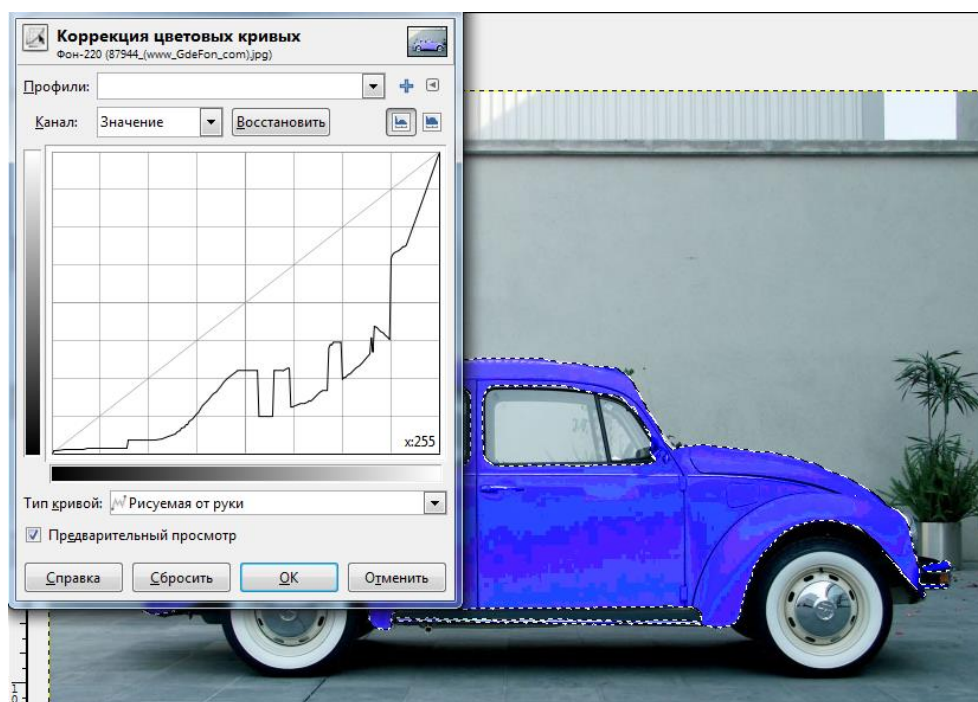 Коррекция цветовых кривых
Фон-220 (87944_(www_GdeFon_com).jpg)
Профили:
Канал: Значение Восстановить
x:255
Тип кривой: Рисуемая от руки
Предварительный просмотр
Справка Сбросить OK Отменить